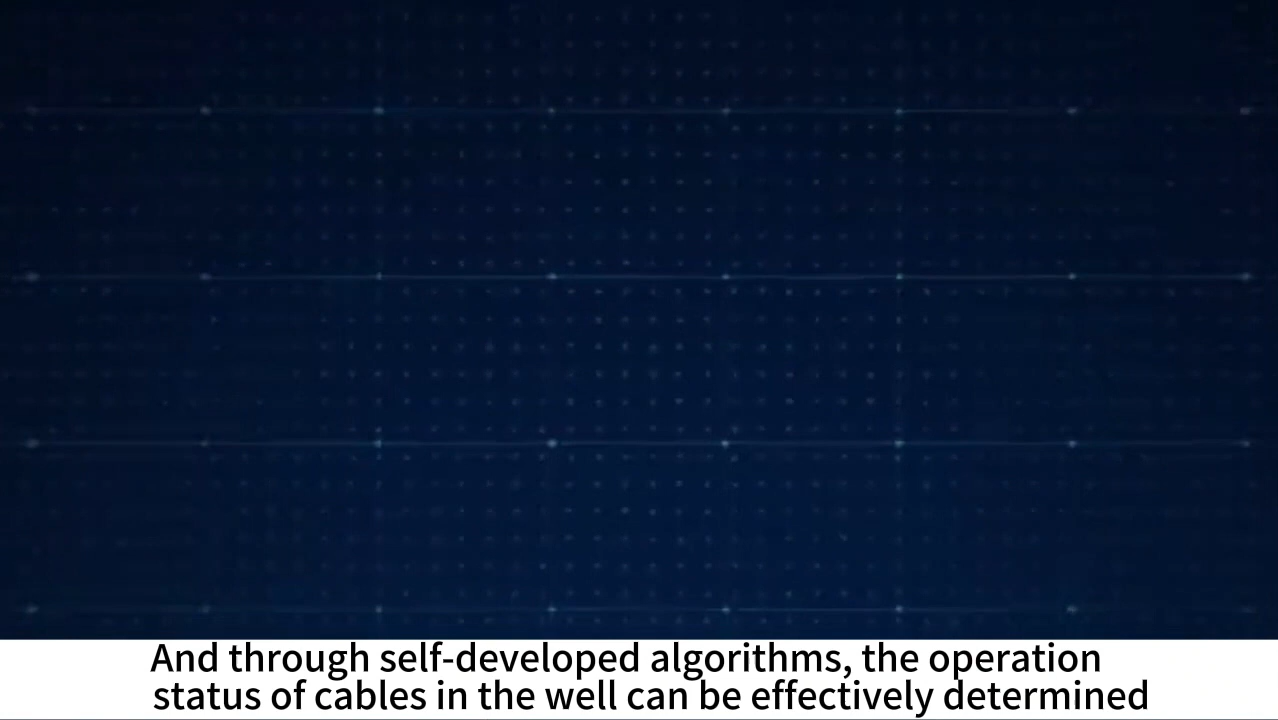 And through self-developed algorithms, the operation
status of cables in the well can be effectively determined